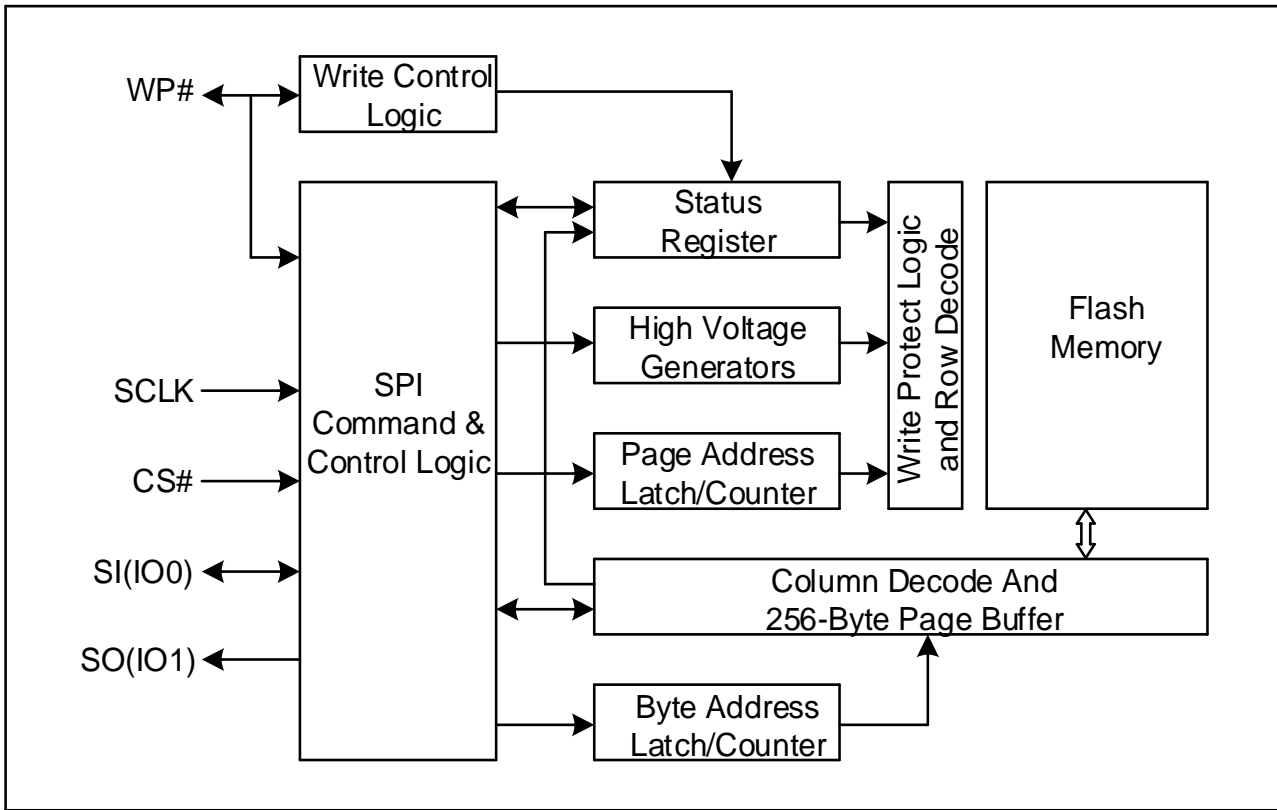 WP#
Write Control
Logic
SCLK
CS#
SI(IO0)
SO(IO1)
SPI
Command &
Control Logic
Status
Register
High Voltage
Generators
Page Address
Latch/Counter
Write Protect Logic
and Row Decode
Flash
Memory
Column Decode And
256-Byte Page Buffer
Byte Address
Latch/Counter